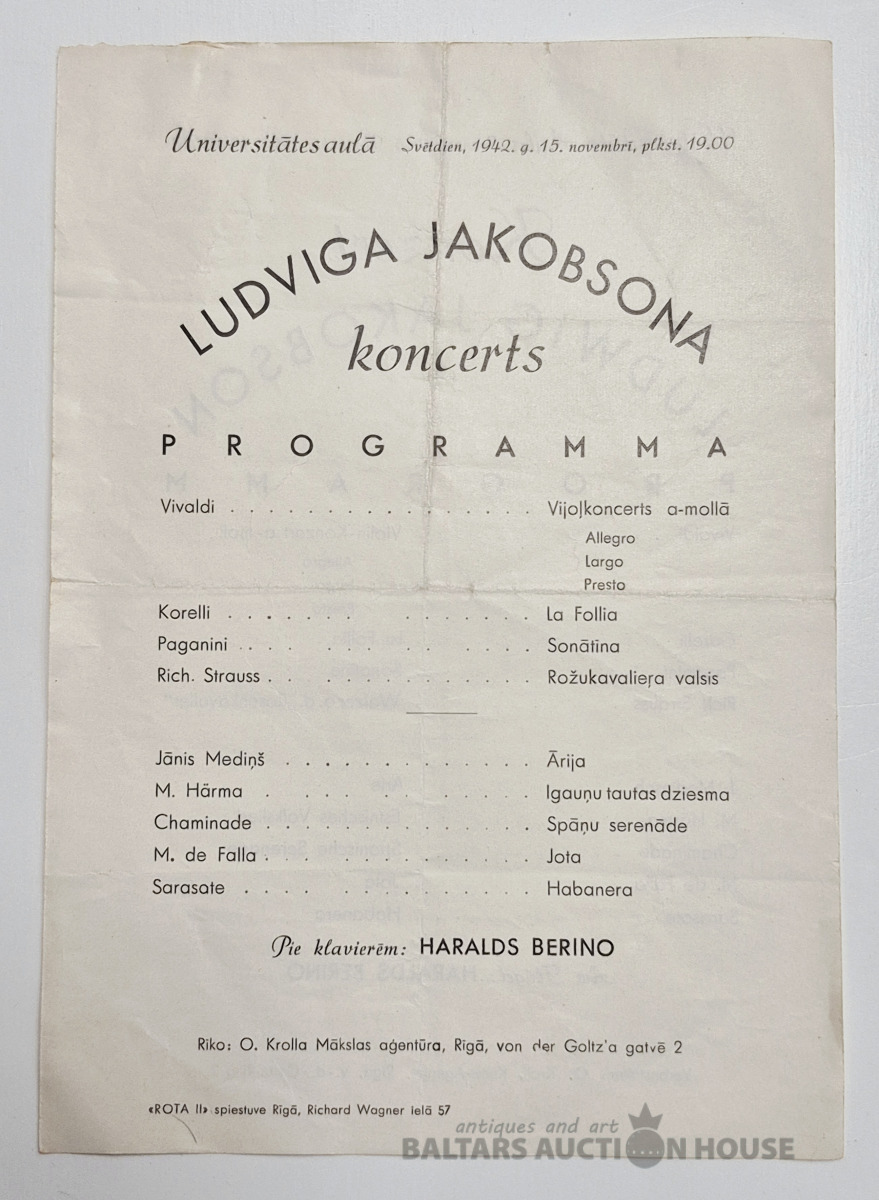 Universitātes aulā Svētdien, 1942. g. 15. novembrī, plkst. 19.00
LUDVIGA JAKOBSONA
koncerts
PROGRAMMA
Vivaldi . . . . . . . . . . . . . . . . Vijoļkoncerts a-mollā
Allegro
Largo
Presto
Korelli . . . . . . . . . . . . . La Follia
Paganini . . . . . . . . . . . . Sonātina
Rich. Strauss . . . . . . . . . . . . . Rožukavalieŗa valsis
Jānis Mediņš . . . . . . . . . . . . . Ārija
M. Härma . . . . . . . . . . . . Igauņu tautas dziesma
Chaminade . . . . . . . . . . . . . . Spāņu serenāde
M. de Falla . . . . . . . . . . . . . Jota
Sarasate . . . . . . . . . . . . . Habanera
Pie klavierēm: HARALDS BERINO
Riko: O. Krolla Mākslas aģentūra, Rīgā, von der Goltz'a gatvē 2
«ROTA II» spiestuve Rīgā, Richard Wagner ielā 57
antiques and art
BALTARS AUCTION HOUSE